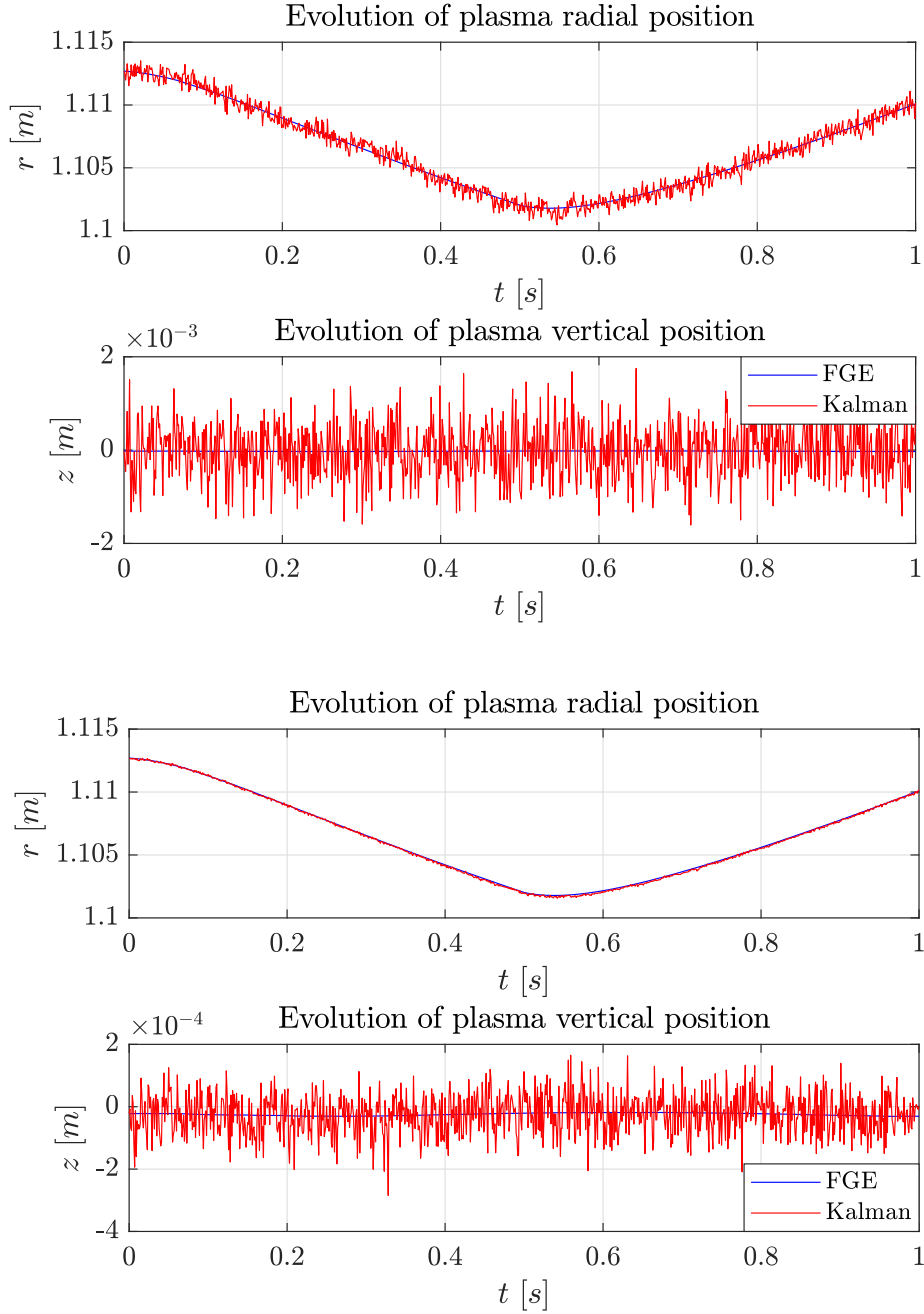 Evolution of plasma radial position
1.115
1.11
1.105
1.1
r [m]
0 0.2 0.4 0.6 0.8 1
t [s]
×10⁻³ Evolution of plasma vertical position
2
0
-2
z [m]
FGE
Kalman
0 0.2 0.4 0.6 0.8 1
t [s]
Evolution of plasma radial position
1.115
1.11
1.105
1.1
r [m]
0 0.2 0.4 0.6 0.8 1
t [s]
×10⁻⁴ Evolution of plasma vertical position
2
0
-2
-4
z [m]
FGE
Kalman
0 0.2 0.4 0.6 0.8 1
t [s]